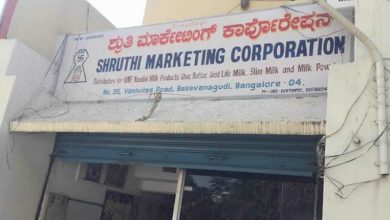 ಶ್ರುತಿ ಮಾರ್ಕೆಟಿಂಗ್ ಕಾರ್ಪೊರೇಷನ
SHRUTHI MARKETING CORPORATION
Distributors for KMF Nandini Milk Products, Ghee, Butter, Good Life Milk, Slim Milk and Milk Powder
No. 35, Vanivilas Road, Basavanagudi, Bangalore - 04.